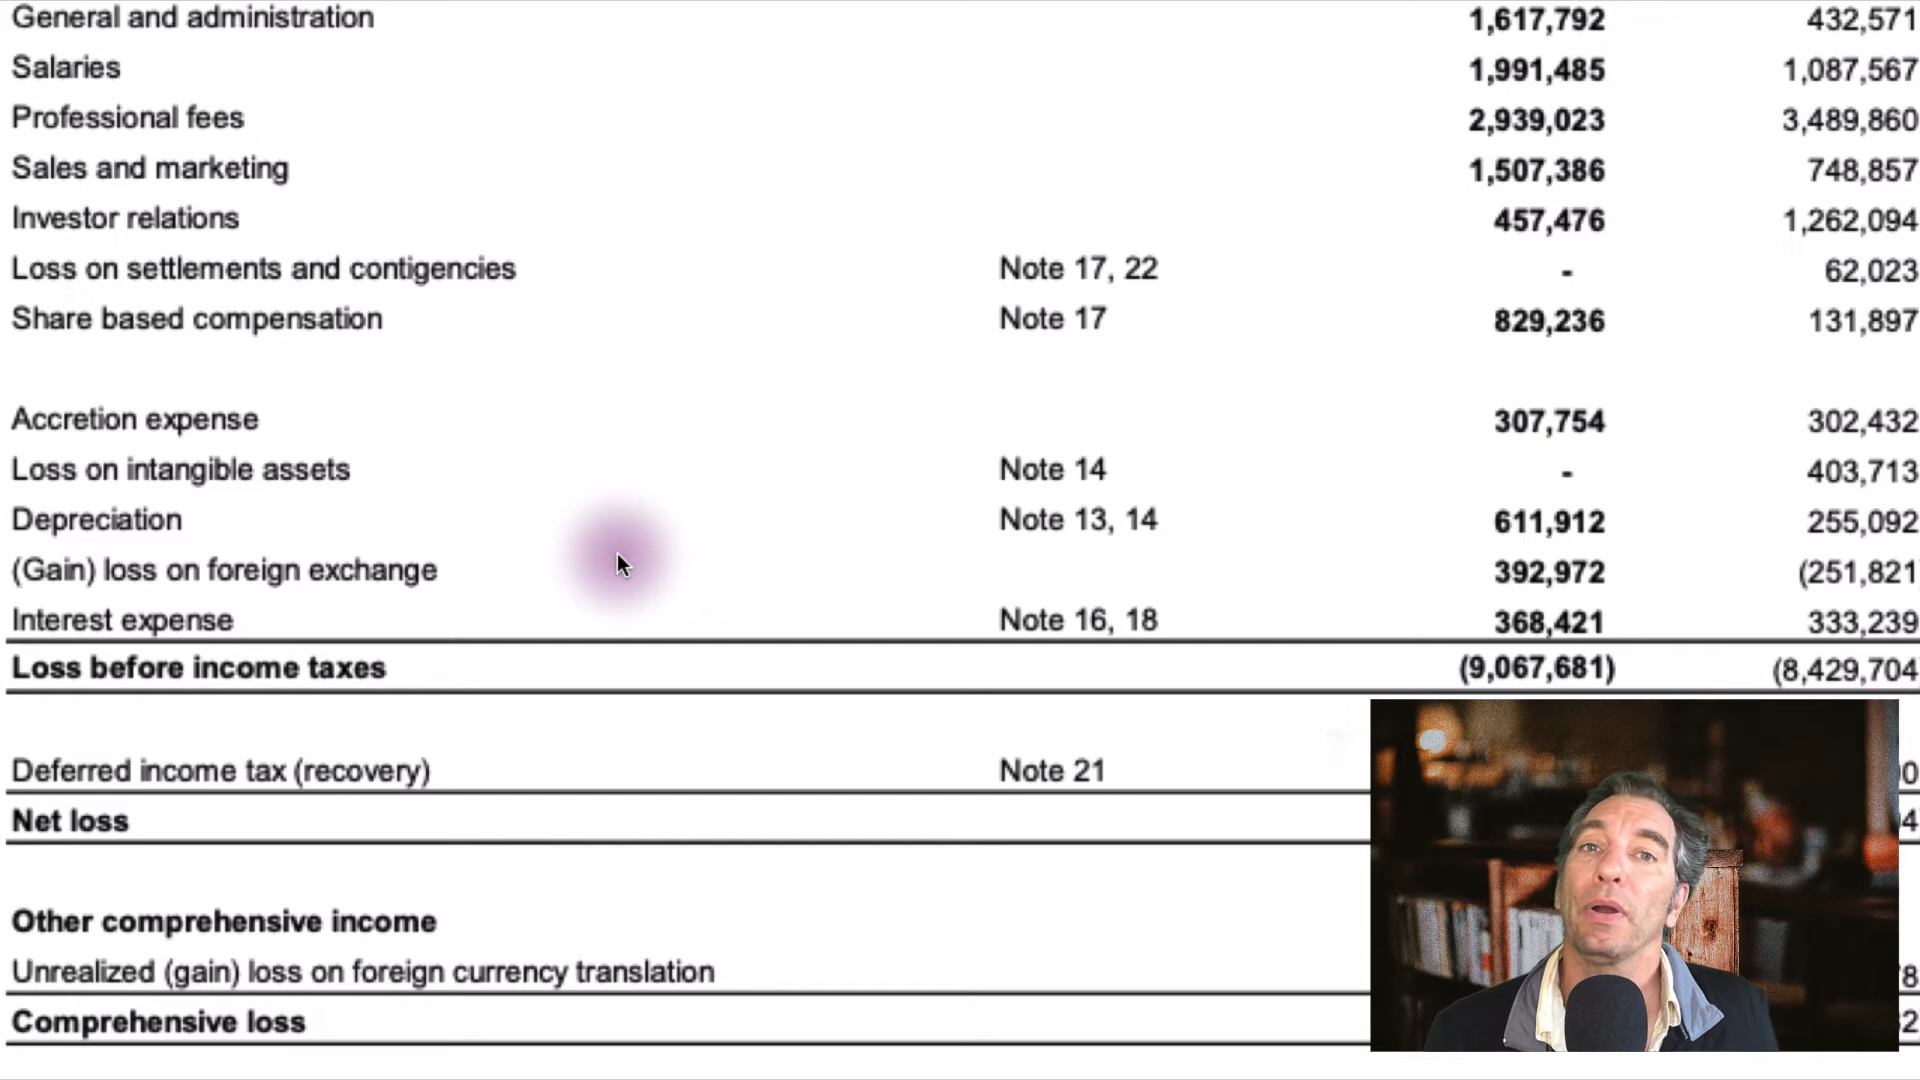 General and administration 1,617,792 432,571
Salaries 1,991,485 1,087,567
Professional fees 2,939,023 3,489,860
Sales and marketing 1,507,386 748,857
Investor relations 457,476 1,262,094
Loss on settlements and contigencies Note 17, 22 - 62,023
Share based compensation Note 17 829,236 131,897
Accretion expense 307,754 302,432
Loss on intangible assets Note 14 - 403,713
Depreciation Note 13, 14 611,912 255,092
(Gain) loss on foreign exchange 392,972 (251,821
Interest expense Note 16, 18 368,421 333,239
Loss before income taxes (9,067,681) (8,429,704
Deferred income tax (recovery) Note 21
Net loss
Other comprehensive income
Unrealized (gain) loss on foreign currency translation
Comprehensive loss